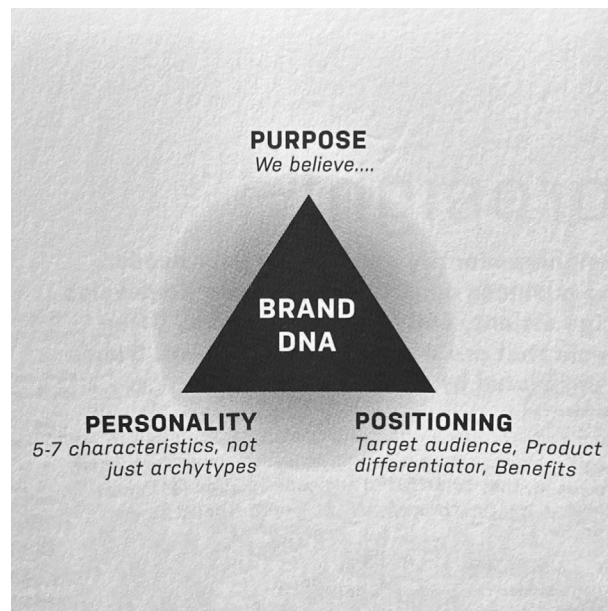 PURPOSE
We believe....
BRAND
DNA
PERSONALITY
5-7 characteristics, not
just archytypes
POSITIONING
Target audience, Product
differentiator, Benefits